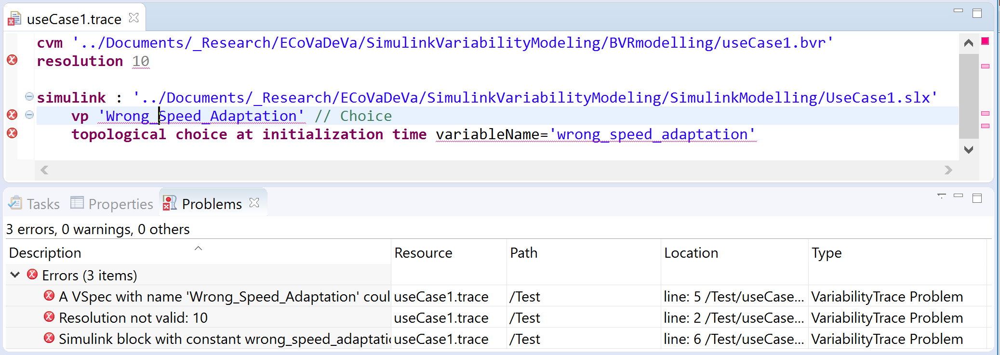 useCase1.trace
cvm '../Documents/_Research/ECoVaDeVa/SimulinkVariabilityModeling/BVRmodelling/useCase1.bvr'
resolution 10
simulink : '../Documents/_Research/ECoVaDeVa/SimulinkVariabilityModeling/SimulinkModelling/UseCase1.slx'
vp 'Wrong_Speed_Adaptation' // Choice
topological choice at initialization time variableName='wrong_speed_adaptation'
Tasks Properties Problems
3 errors, 0 warnings, 0 others
Description Resource Path Location Type
Errors (3 items)
A VSpec with name 'Wrong_Speed_Adaptation' coul useCase1.trace /Test line: 5 /Test/useCase... VariabilityTrace Problem
Resolution not valid: 10 useCase1.trace /Test line: 2 /Test/useCase... VariabilityTrace Problem
Simulink block with constant wrong_speed_adaptatio useCase1.trace /Test line: 6 /Test/useCase... VariabilityTrace Problem